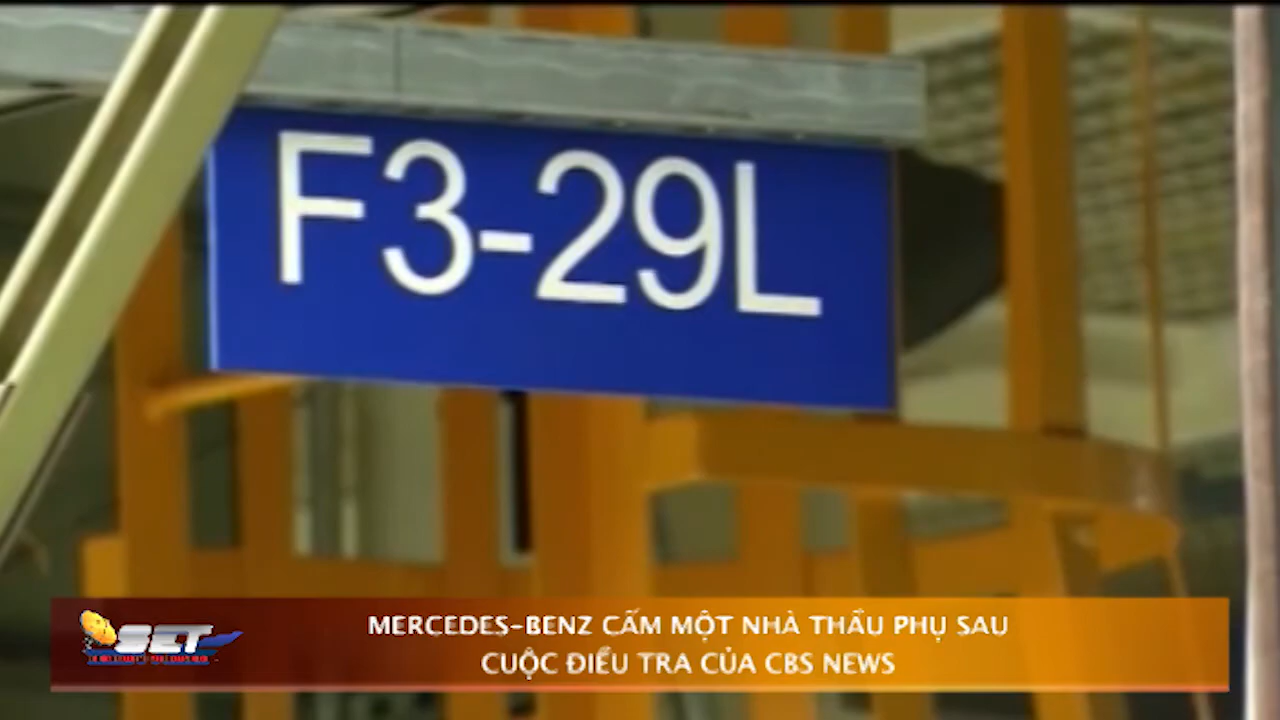 F3-29L
SET
MERCEDES-BENZ CẤM MỘT NHÀ THẦU PHỤ SAU
CUỘC ĐIỀU TRA CỦA CBS NEWS